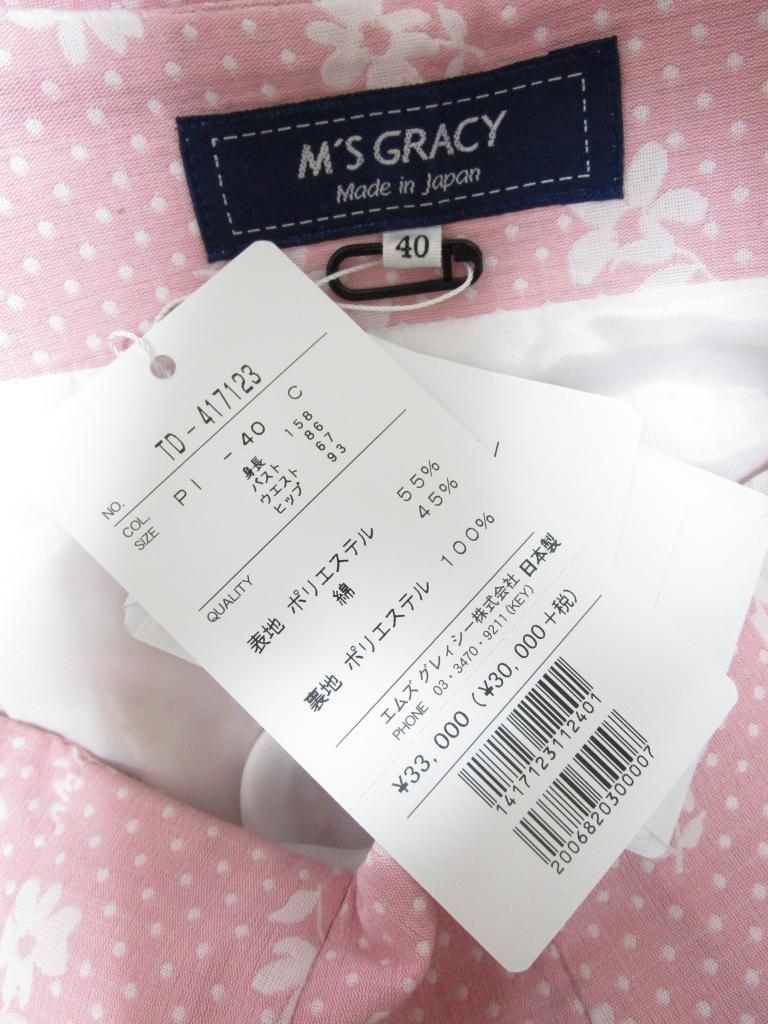 M'S GRACY
Made in Japan
40
NO. TD-417123
COL. PI - 40 C
SIZE
身長 158
バスト 86
ウエスト 67
ヒップ 93
QUALITY
表地 ポリエステル 55%
綿 45%
裏地 ポリエステル 100%
エムズ グレィシー株式会社 日本製
PHONE 03・3470・9211(KEY)
¥33,000 (¥30,000+税)
1417123112401
2006820300007